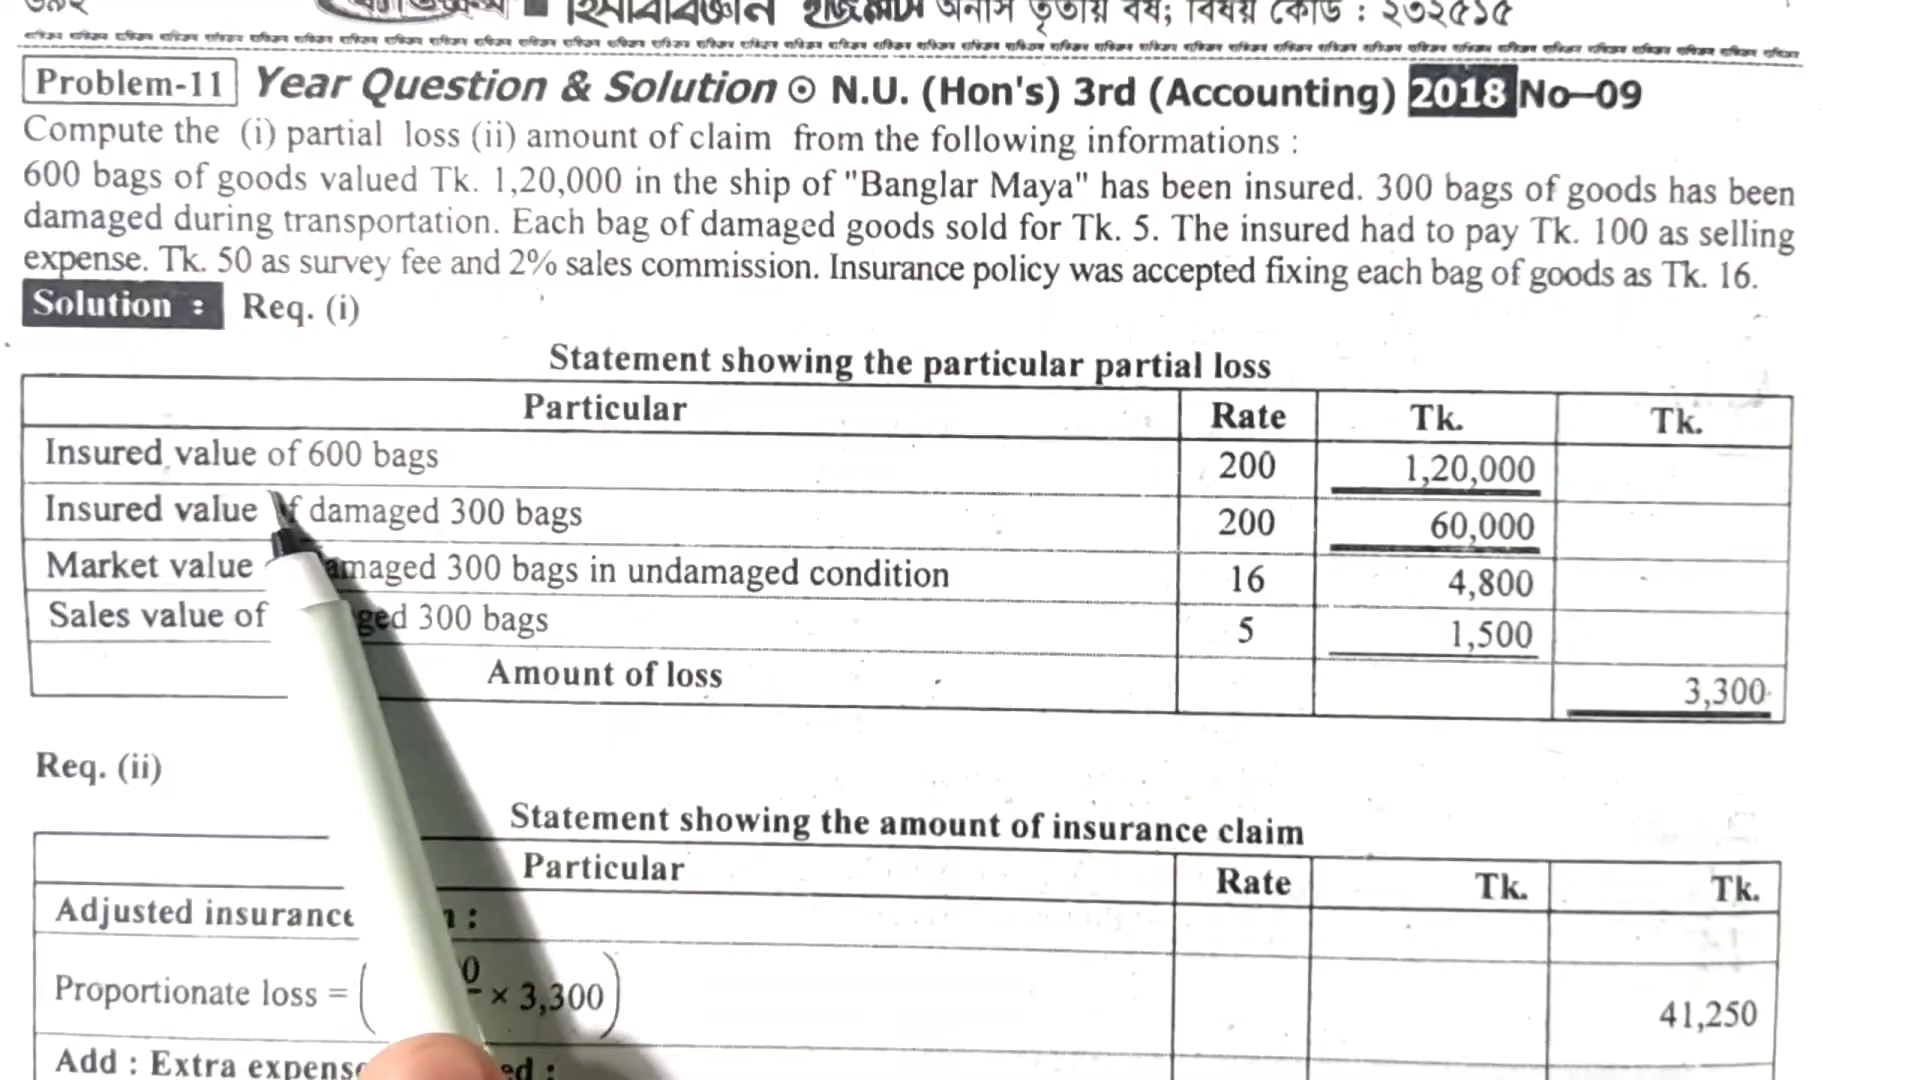 হিসাববিজ্ঞান
অনার্স তৃতীয় বর্ষ; বিষয় কোড : ২৩২৫১৫
Problem-11 Year Question & Solution ⊙ N.U. (Hon's) 3rd (Accounting) 2018 No–09
Compute the (i) partial loss (ii) amount of claim from the following informations :
600 bags of goods valued Tk. 1,20,000 in the ship of "Banglar Maya" has been insured. 300 bags of goods has been
damaged during transportation. Each bag of damaged goods sold for Tk. 5. The insured had to pay Tk. 100 as selling
expense. Tk. 50 as survey fee and 2% sales commission. Insurance policy was accepted fixing each bag of goods as Tk. 16.
Solution : Req. (i)
Statement showing the particular partial loss
Particular Rate Tk. Tk.
Insured value of 600 bags 200 1,20,000
Insured value of damaged 300 bags 200 60,000
Market value damaged 300 bags in undamaged condition 16 4,800
Sales value of 300 bags 5 1,500
Amount of loss 3,300
Req. (ii)
Statement showing the amount of insurance claim
Particular Rate Tk. Tk.
Adjusted insurance :
Proportionate loss = ( × 3,300) 41,250
Add : Extra :